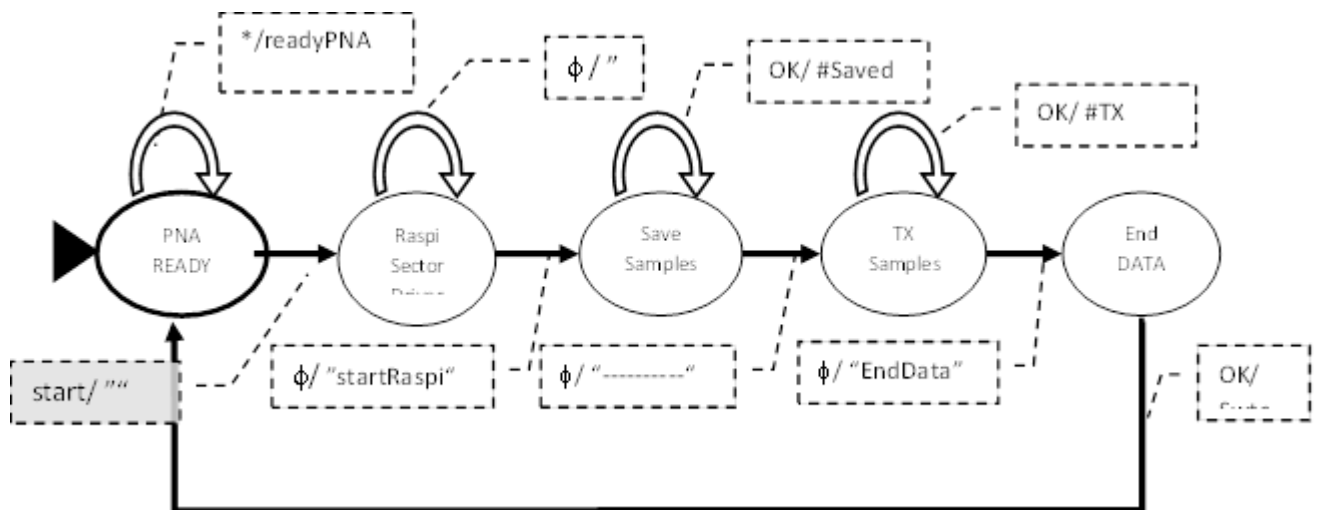 */readyPNA
ϕ / ”
OK/ #Saved
OK/ #TX
PNA
READY
Raspi
Sector
Save
Samples
TX
Samples
End
DATA
start/ ”“
ϕ/ ”startRaspi“
ϕ/ “----------“
ϕ/ “EndData”
OK/